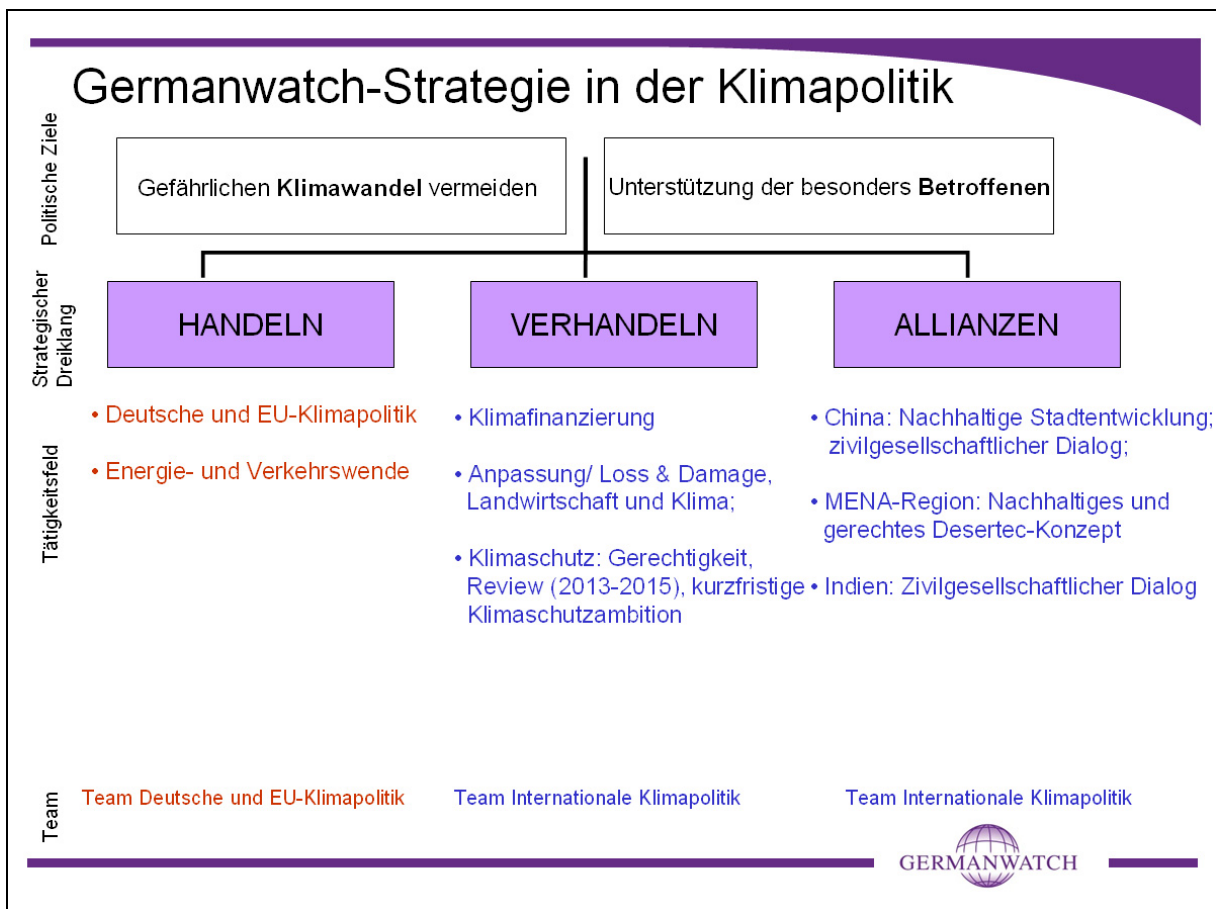 Germanwatch-Strategie in der Klimapolitik
Politische Ziele
Gefährlichen Klimawandel vermeiden
Unterstützung der besonders Betroffenen
Strategischer
Dreiklang
HANDELN
VERHANDELN
ALLIANZEN
Tätigkeitsfeld
• Deutsche und EU-Klimapolitik
• Energie- und Verkehrswende
• Klimafinanzierung
• Anpassung/ Loss & Damage,
Landwirtschaft und Klima;
• Klimaschutz: Gerechtigkeit,
Review (2013-2015), kurzfristige
Klimaschutzambition
• China: Nachhaltige Stadtentwicklung;
zivilgesellschaftlicher Dialog;
• MENA-Region: Nachhaltiges und
gerechtes Desertec-Konzept
• Indien: Zivilgesellschaftlicher Dialog
Team
Team Deutsche und EU-Klimapolitik
Team Internationale Klimapolitik
Team Internationale Klimapolitik
GERMANWATCH